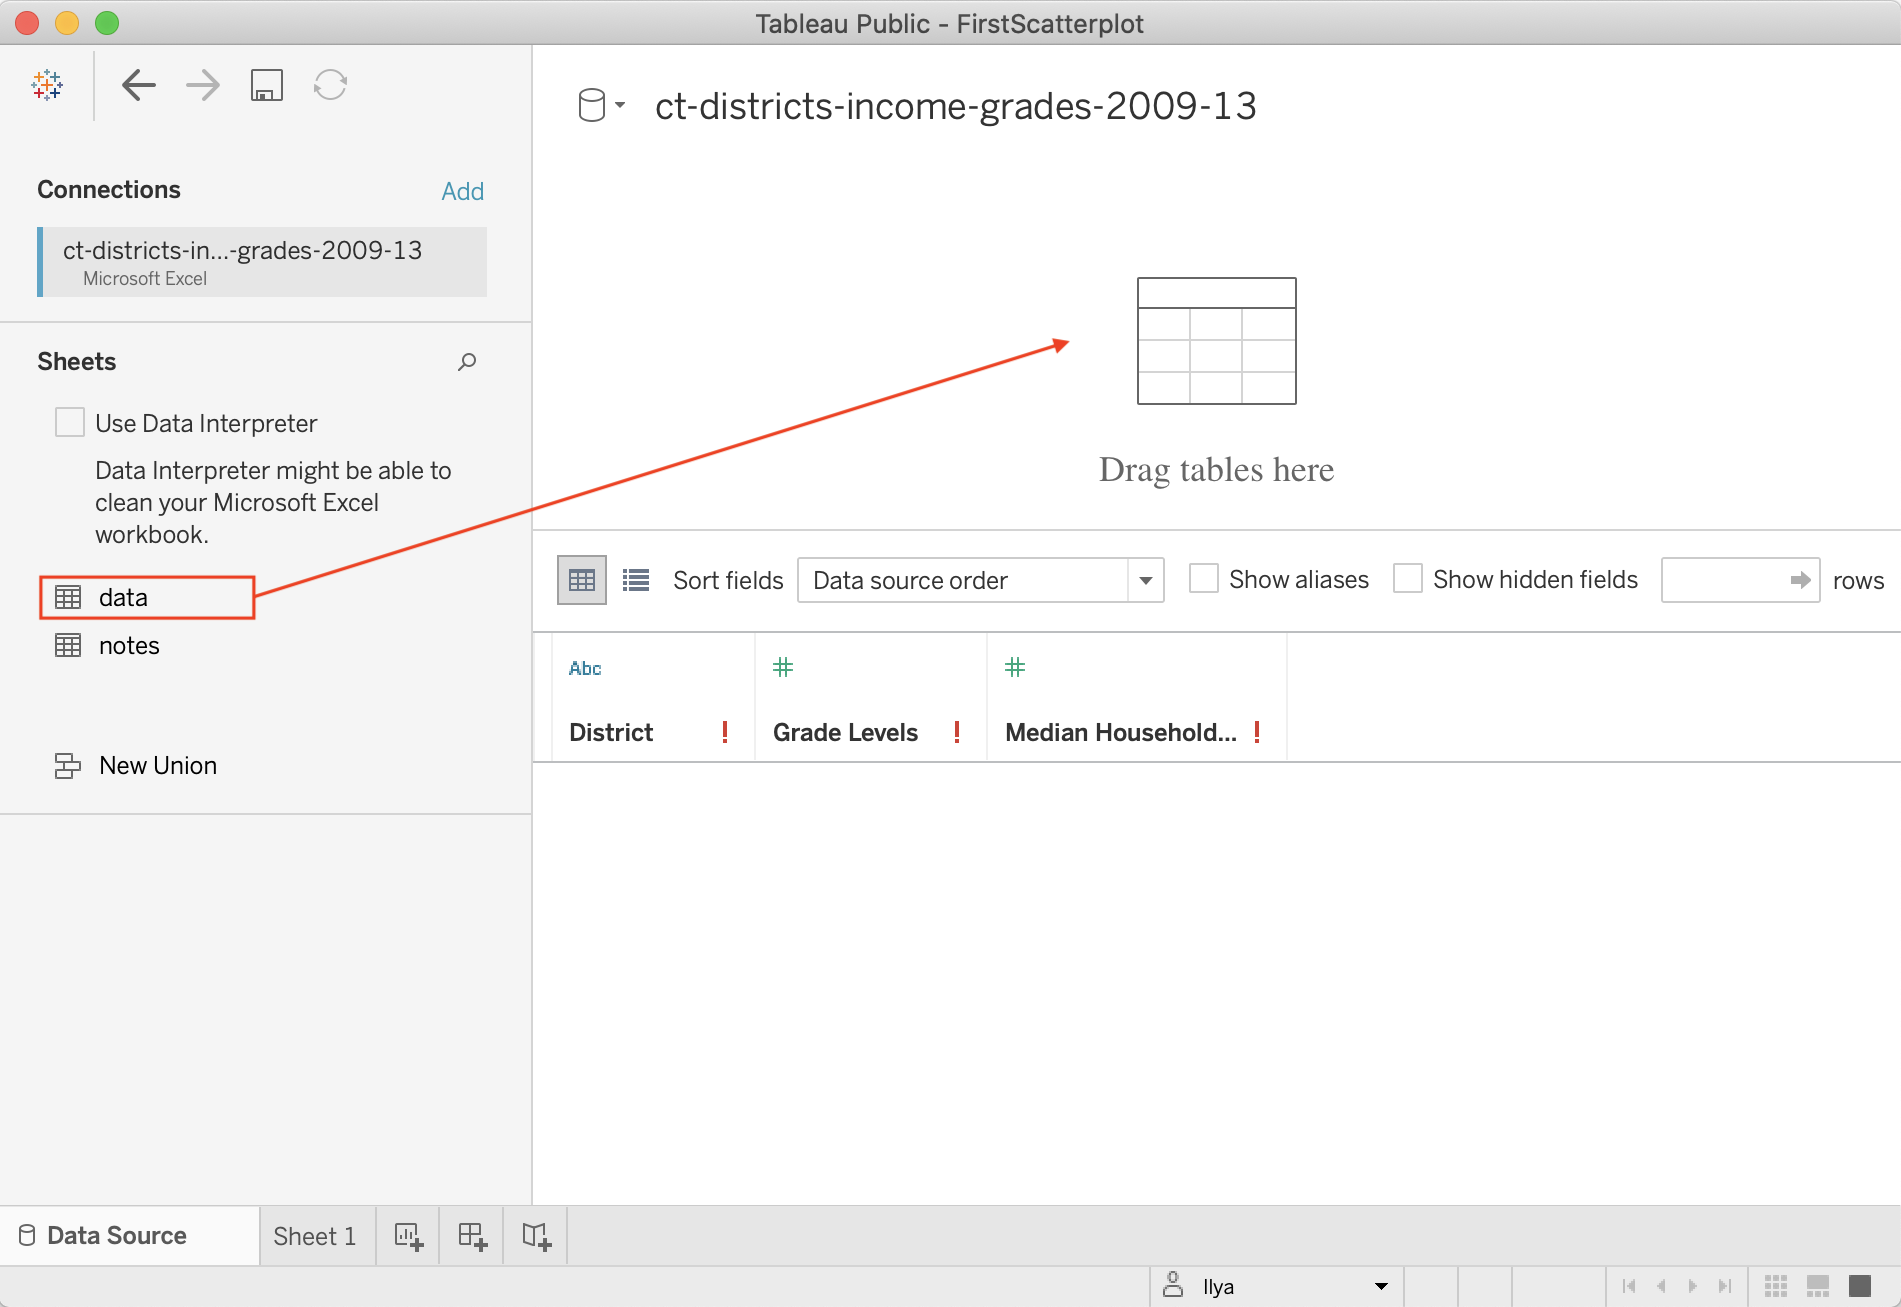 Tableau Public - FirstScatterplot
ct-districts-income-grades-2009-13
Connections
Add
ct-districts-in...-grades-2009-13
Microsoft Excel
Sheets
Use Data Interpreter
Data Interpreter might be able to
clean your Microsoft Excel
workbook.
data
notes
New Union
Drag tables here
Sort fields
Data source order
Show aliases
Show hidden fields
rows
Abc
#
#
District !
Grade Levels !
Median Household... !
Data Source
Sheet 1
Ilya